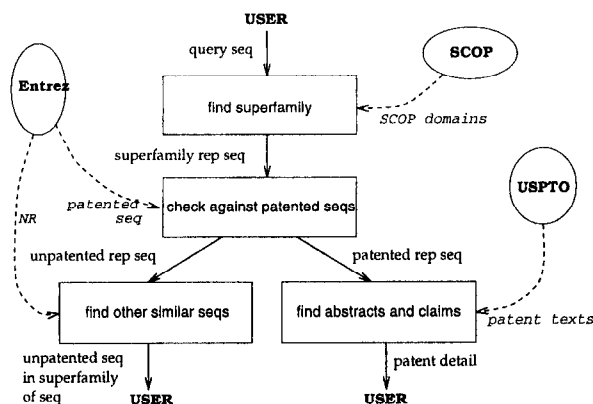 USER
query seq
SCOP
Entrez
find superfamily
SCOP domains
superfamily rep seq
USPTO
patented
seq
check against patented seqs.
NR
unpatented rep seq
patented rep seq
find other similar seqs
find abstracts and claims
patent texts
unpatented seq
in superfamily
of seq
patent detail
USER
USER